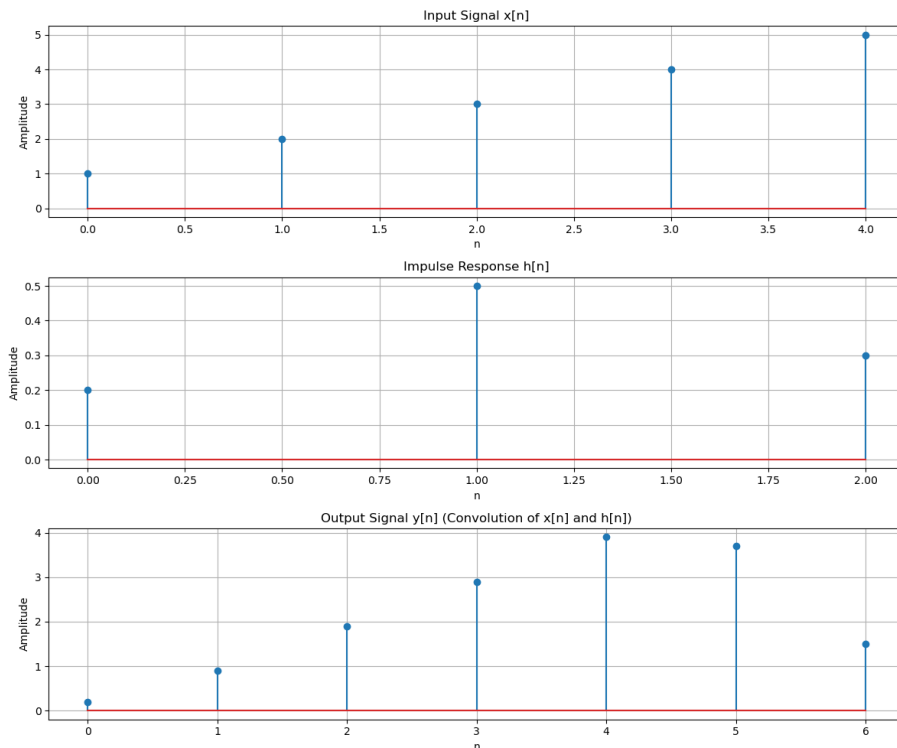 Input Signal x[n]
5
4
3
2
1
0
Amplitude
0.0 0.5 1.0 1.5 2.0 2.5 3.0 3.5 4.0
n
Impulse Response h[n]
0.5
0.4
0.3
0.2
0.1
0.0
Amplitude
0.00 0.25 0.50 0.75 1.00 1.25 1.50 1.75 2.00
n
Output Signal y[n] (Convolution of x[n] and h[n])
4
3
2
1
0
Amplitude
0 1 2 3 4 5 6
n